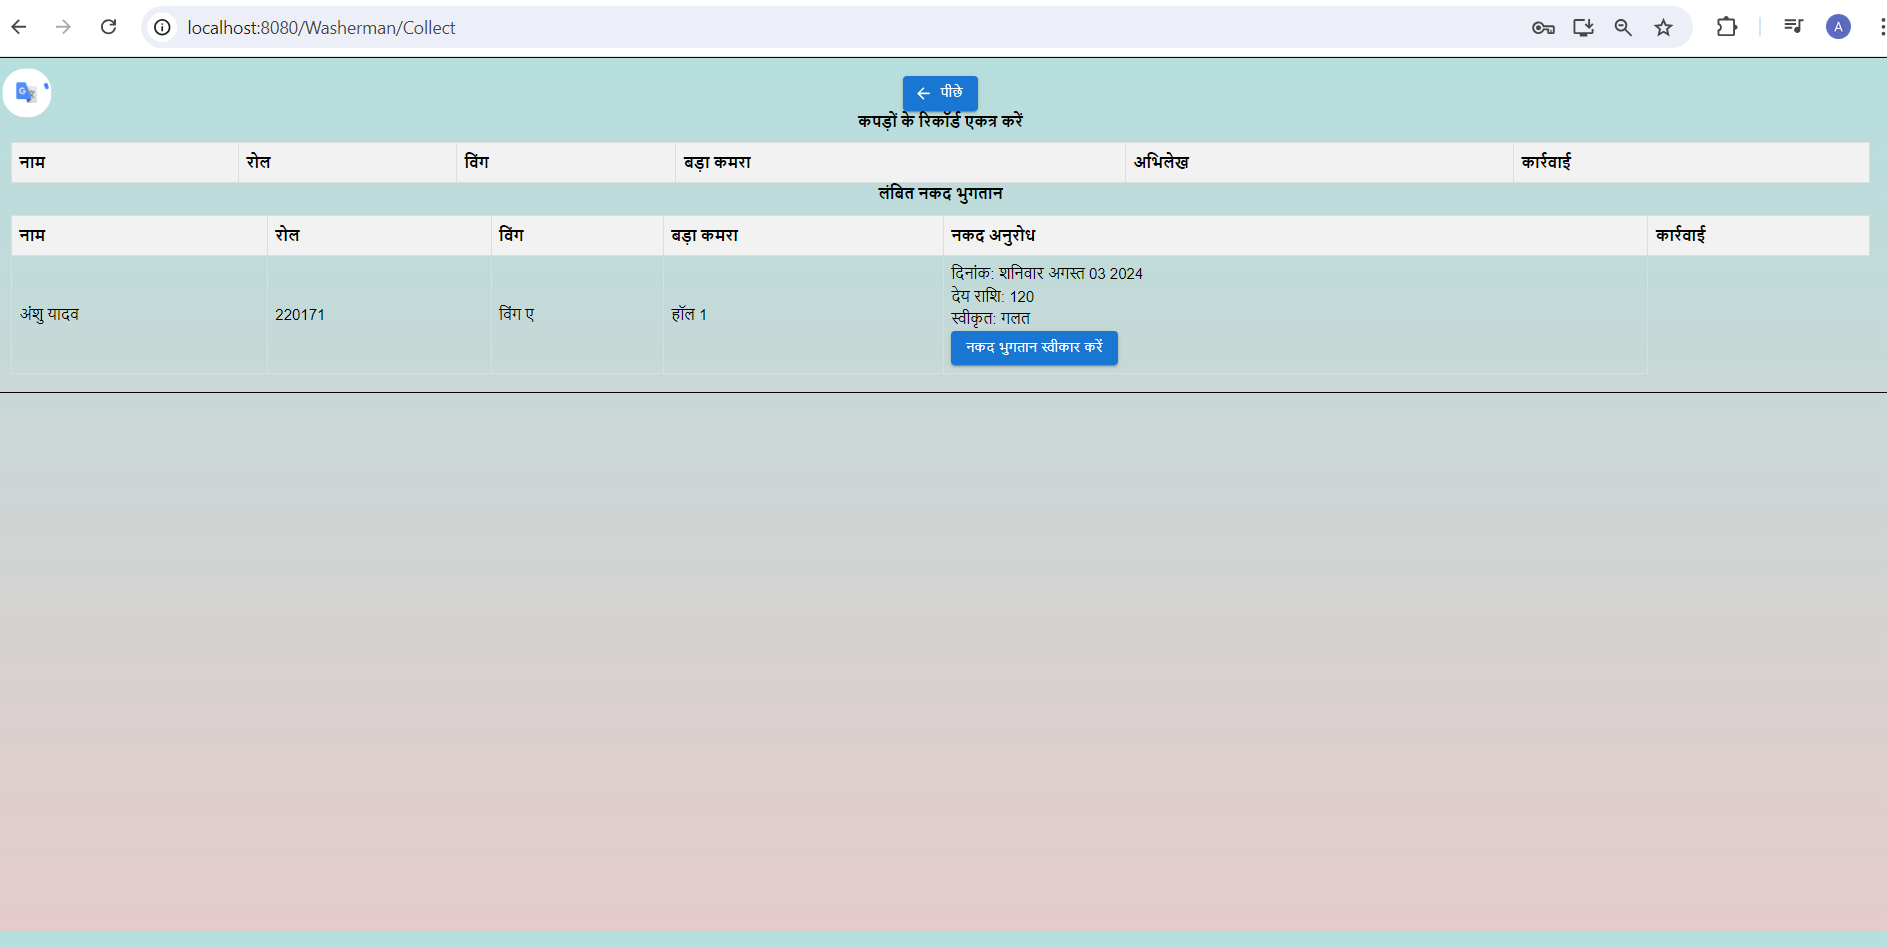 localhost:8080/Washerman/Collect
A
पीछे
कपड़ों के रिकॉर्ड एकत्र करें
नाम रोल विंग बड़ा कमरा अभिलेख कार्रवाई
लंबित नकद भुगतान
नाम रोल विंग बड़ा कमरा नकद अनुरोध कार्रवाई
अंशु यादव 220171 विंग ए हॉल 1
दिनांक: शनिवार अगस्त 03 2024
देय राशि: 120
स्वीकृत: गलत
नकद भुगतान स्वीकार करें